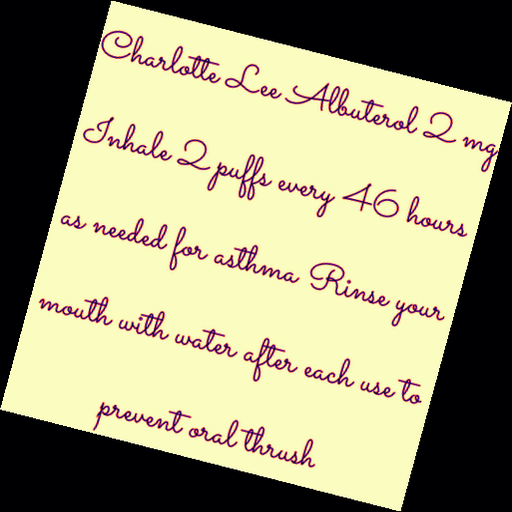 Charlotte Lee Albuterol 2 mg
Inhale 2 puffs every 46 hours
as needed for asthma Rinse your
mouth with water after each use to
prevent oral thrush